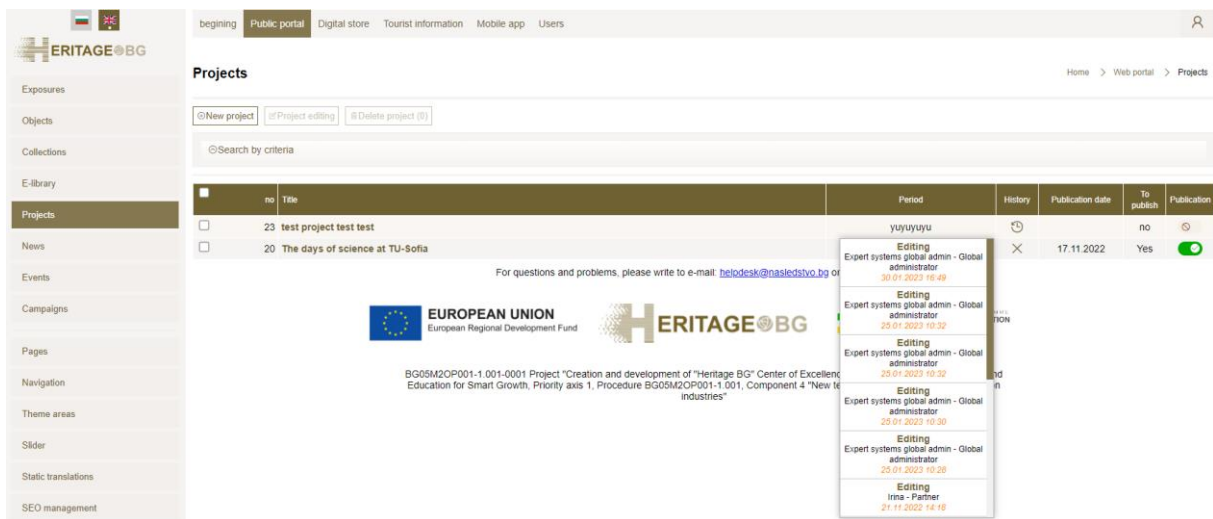 begining Public portal Digital store Tourist information Mobile app Users
ERITAGE BG
Projects
Home > Web portal > Projects
Exposures
Objects
Collections
E-library
Projects
News
Events
Campaigns
Pages
Navigation
Theme areas
Slider
Static translations
SEO management
New project Project editing Delete project (0)
Search by criteria
no Title Period History Publication date To publish Publication
23 test project test test yuyuyuyu no
20 The days of science at TU-Sofia 17.11.2022 Yes
Editing
Expert systems global admin - Global
administrator
30.01.2023 16:49
Editing
Expert systems global admin - Global
administrator
25.01.2023 10:32
Editing
Expert systems global admin - Global
administrator
25.01.2023 10:32
Editing
Expert systems global admin - Global
administrator
25.01.2023 10:30
Editing
Expert systems global admin - Global
administrator
25.01.2023 10:28
Editing
Irina - Partner
21.11.2022 14:16
For questions and problems, please write to e-mail: helpdesk@nasledstvo.bg or
EUROPEAN UNION
European Regional Development Fund
ERITAGE BG
BG05M2OP001-1.001-0001 Project "Creation and development of "Heritage BG" Center of
Education for Smart Growth, Priority axis 1, Procedure BG05M2OP001-1.001, Component 4 "New
industries"